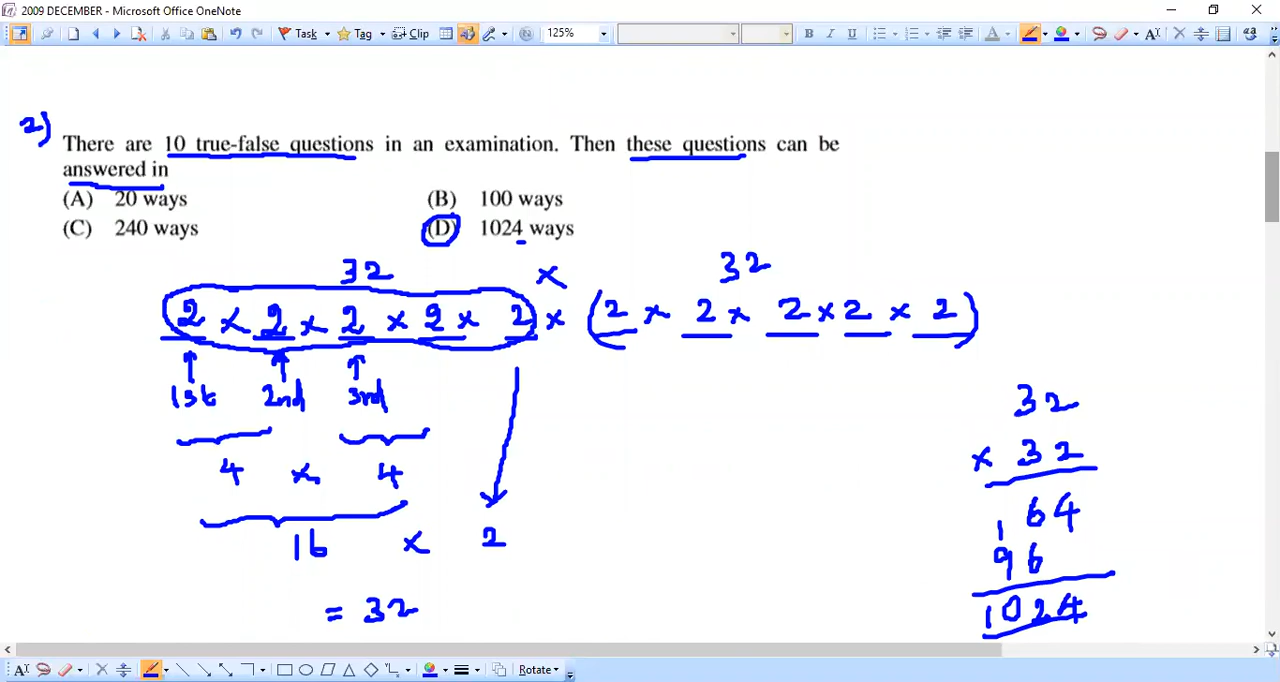 2009 DECEMBER - Microsoft Office OneNote
Task Tag Clip 125% B I U A
2)
There are 10 true-false questions in an examination. Then these questions can be
answered in
(A) 20 ways (B) 100 ways
(C) 240 ways (D) 1024 ways
32 × 32
2 × 2 × 2 × 2 × 2 × (2 × 2 × 2 × 2 × 2)
1st 2nd 3rd
4 × 4
16 × 2
= 32
32
× 32
64
1
96
1024
Rotate